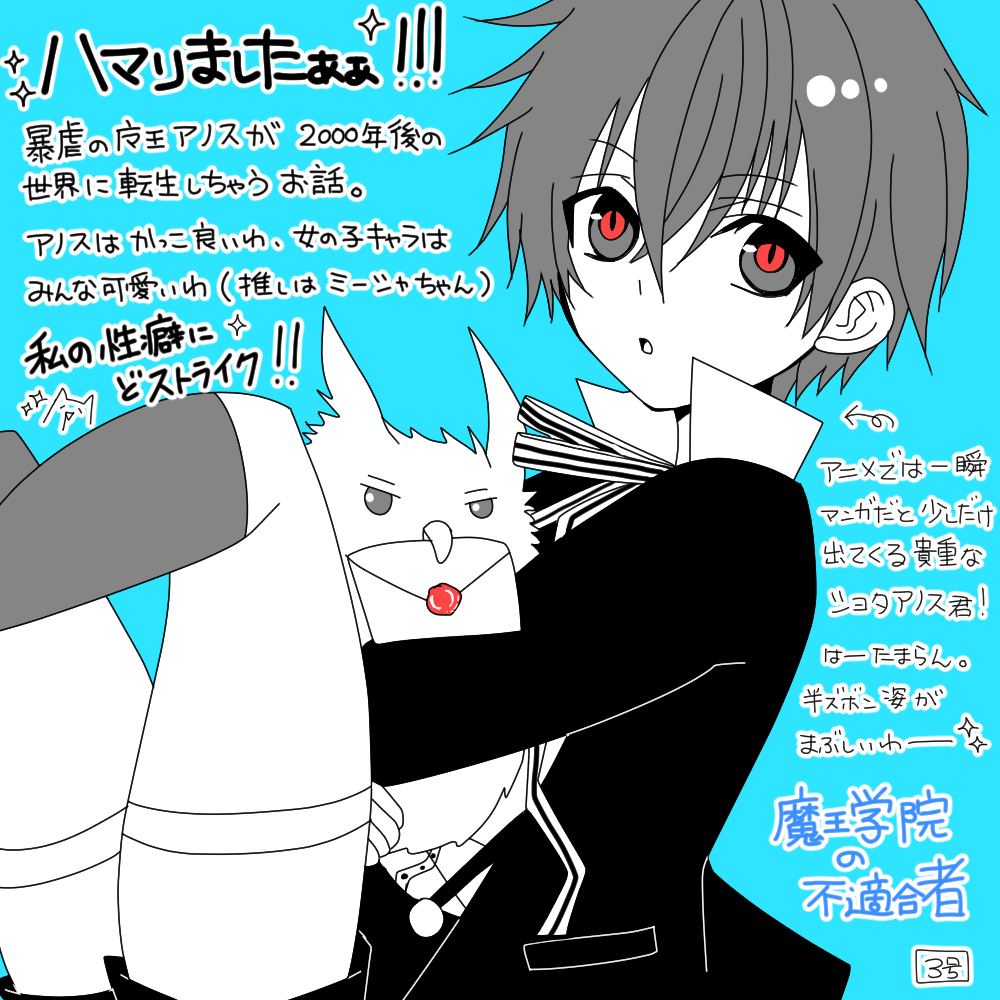 ハマりましたぁぁ!!!
暴虐の魔王アノスが 2000年後の
世界に転生しちゃうお話。
アノスはかっこ良いわ、女の子キャラは
みんな可愛いわ(推しはミーシャちゃん)
私の性癖に
どストライク!!
アニメでは一瞬
マンガだと少しだけ
出てくる貴重な
ショタアノス君!
はーたまらん。
半ズボン姿が
まぶしいわー
魔王学院
の
不適合者
3号